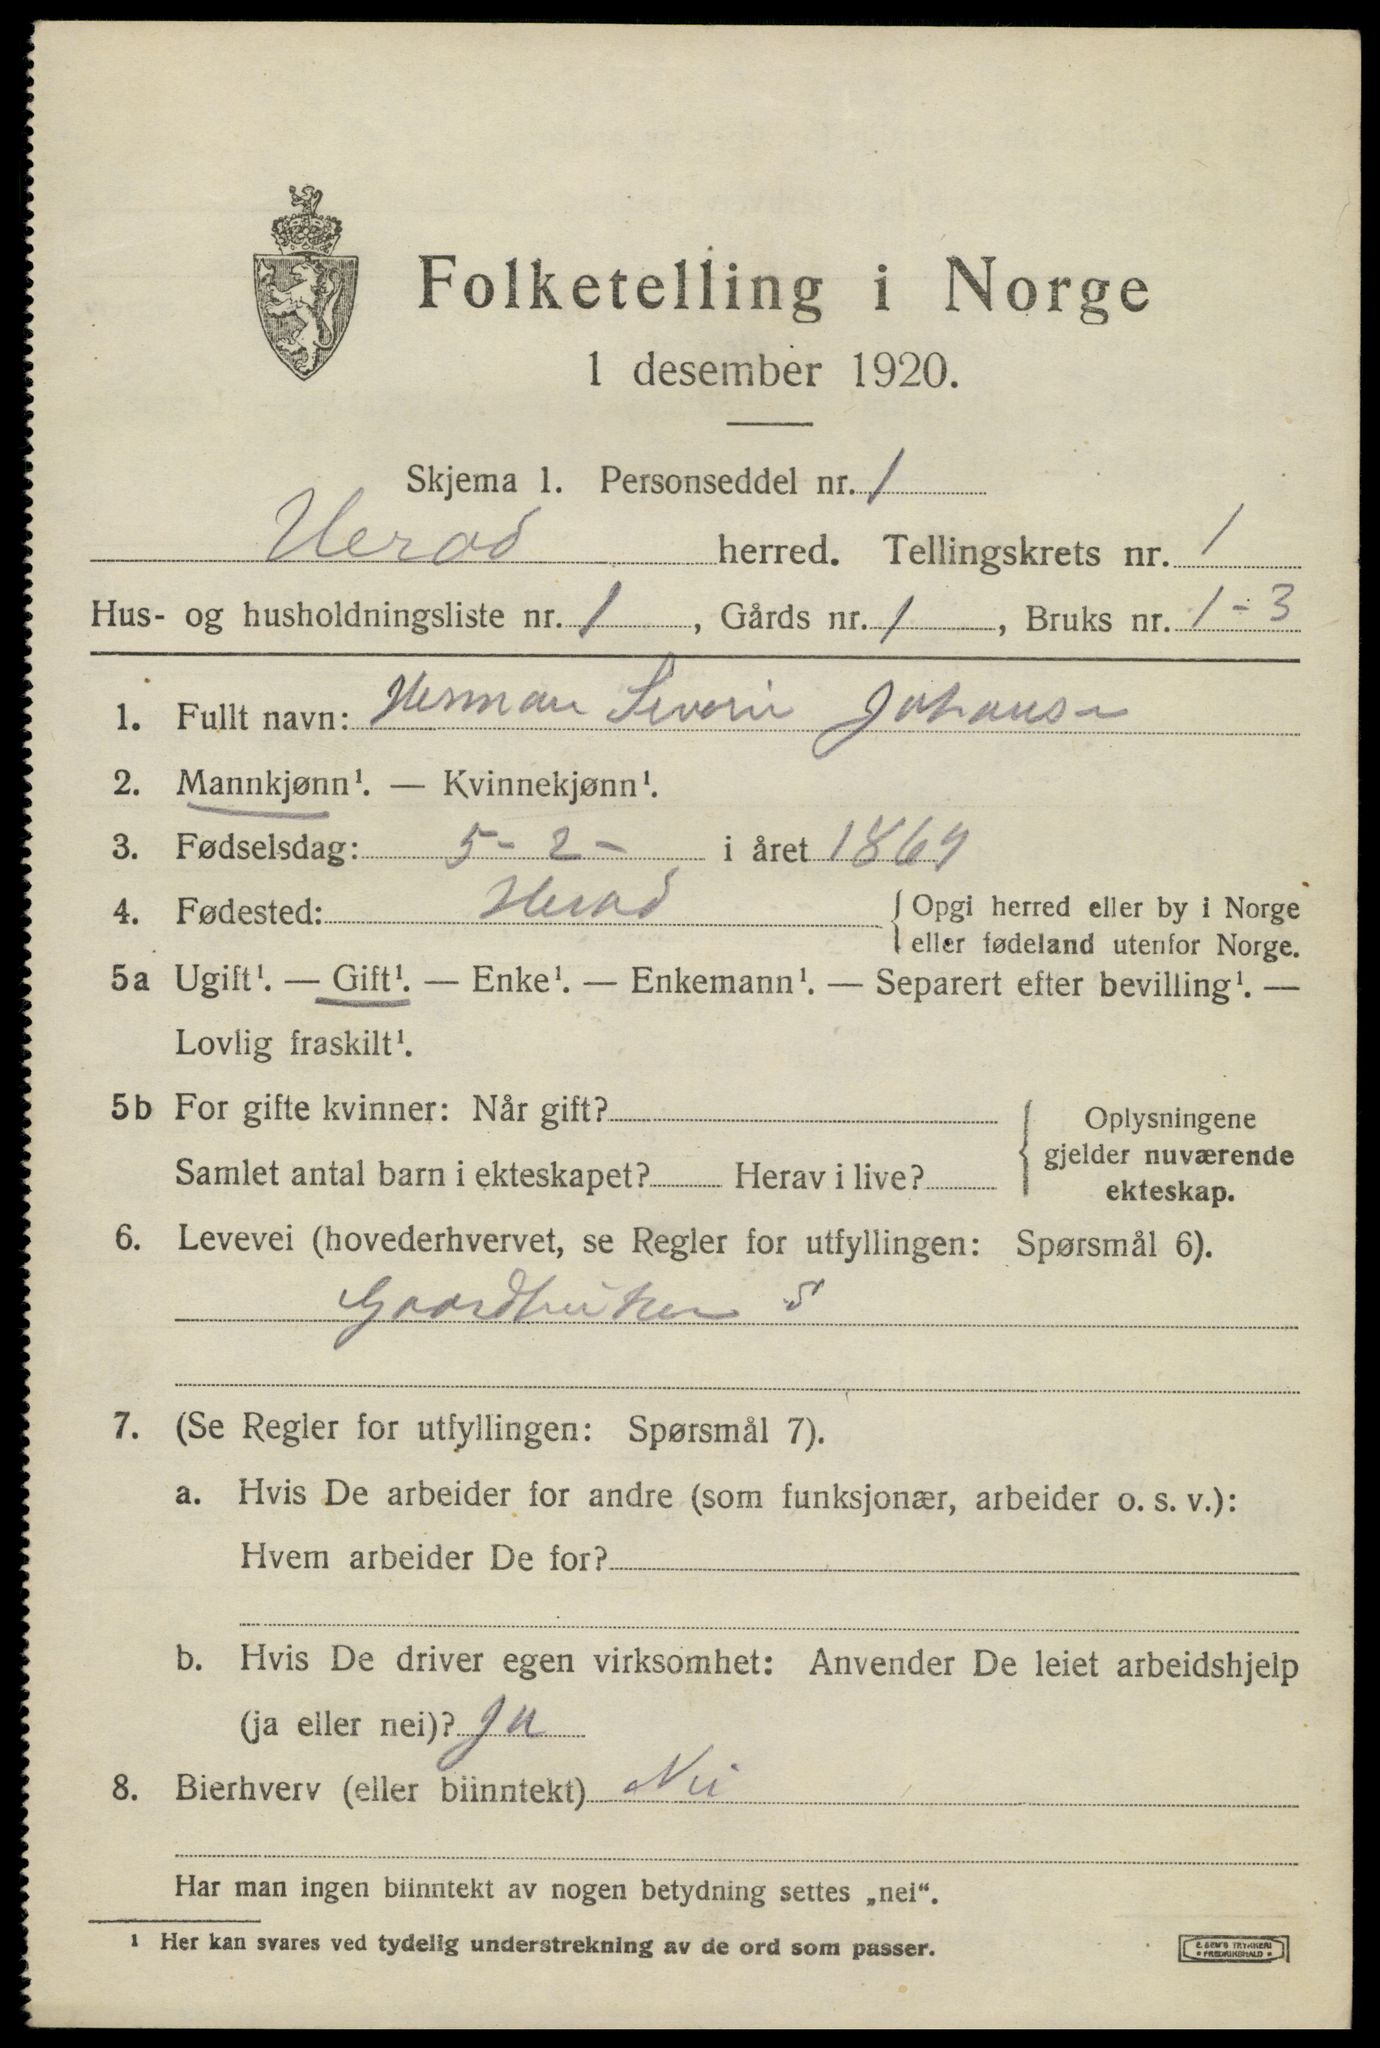 Folketelling i Norge
1 desember 1920.
Skjema 1. Personseddel nr. 1
Herad herred. Tellingskrets nr. 1
Hus- og husholdningsliste nr. 1, Gårds nr. 1, Bruks nr. 1-3
1. Fullt navn: Herman Severin Johansen
2. Mannkjønn¹. — Kvinnekjønn¹.
3. Fødselsdag: 5-2- i året 1869
4. Fødested: Herad {Opgi herred eller by i Norge
eller fødeland utenfor Norge.
5a Ugift¹. — Gift¹. — Enke¹. — Enkemann¹. — Separert efter bevilling¹. —
Lovlig fraskilt¹.
5b For gifte kvinner: Når gift? {Oplysningene
gjelder nuværende
Samlet antal barn i ekteskapet? Herav i live? ekteskap.
6. Levevei (hovederhvervet, se Regler for utfyllingen: Spørsmål 6).
Gaardbruker S
7. (Se Regler for utfyllingen: Spørsmål 7).
a. Hvis De arbeider for andre (som funksjonær, arbeider o. s. v.):
Hvem arbeider De for?
b. Hvis De driver egen virksomhet: Anvender De leiet arbeidshjelp
(ja eller nei)? Ja
8. Bierhverv (eller biinntekt) Nei
Har man ingen biinntekt av nogen betydning settes „nei“.
¹ Her kan svares ved tydelig understrekning av de ord som passer.
E. SEM'S TRYKKERI
FREDRIKSHALD